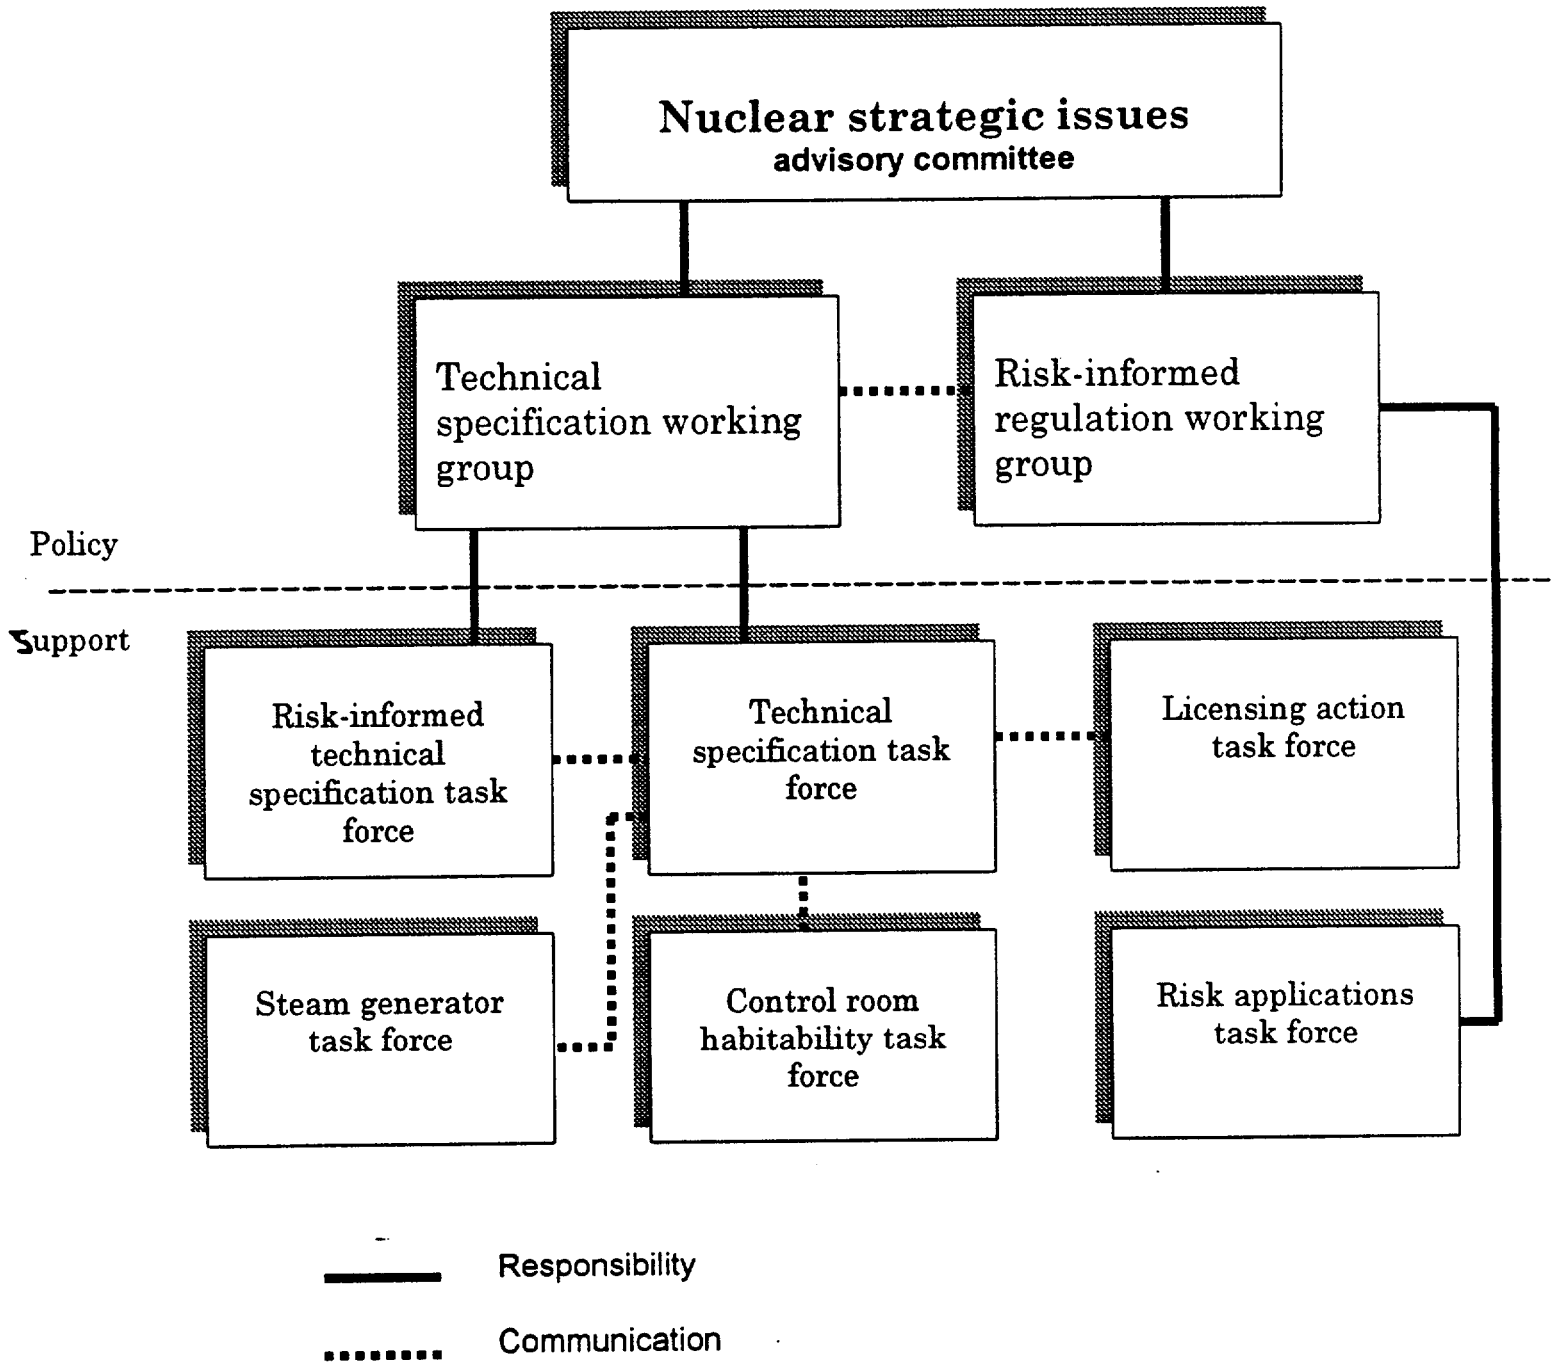 Nuclear strategic issues
advisory committee
Technical
specification working
group
Risk-informed
regulation working
group
Policy
Support
Risk-informed
technical
specification task
force
Technical
specification task
force
Licensing action
task force
Steam generator
task force
Control room
habitability task
force
Risk applications
task force
Responsibility
Communication